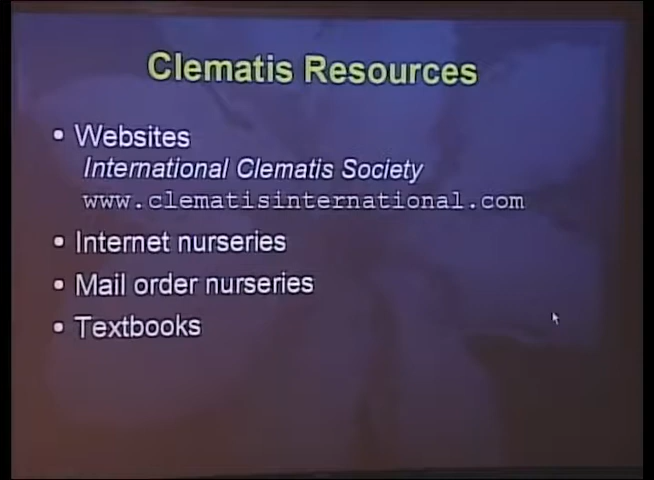 Clematis Resources
• Websites
International Clematis Society
www.clematisinternational.com
• Internet nurseries
• Mail order nurseries
• Textbooks